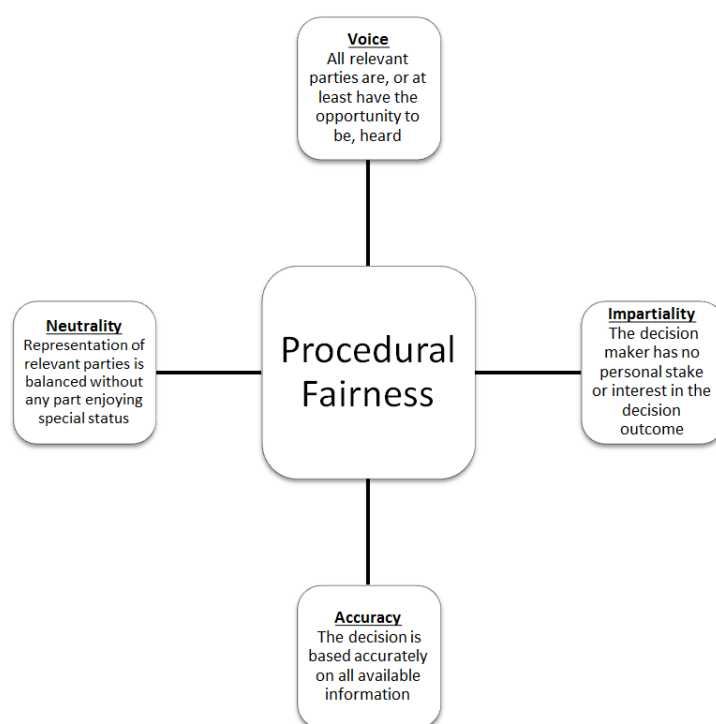 Voice
All relevant
parties are, or at
least have the
opportunity to
be, heard
Neutrality
Representation of
relevant parties is
balanced without
any part enjoying
special status
Procedural
Fairness
Impartiality
The decision
maker has no
personal stake
or interest in the
decision
outcome
Accuracy
The decision is
based accurately
on all available
information